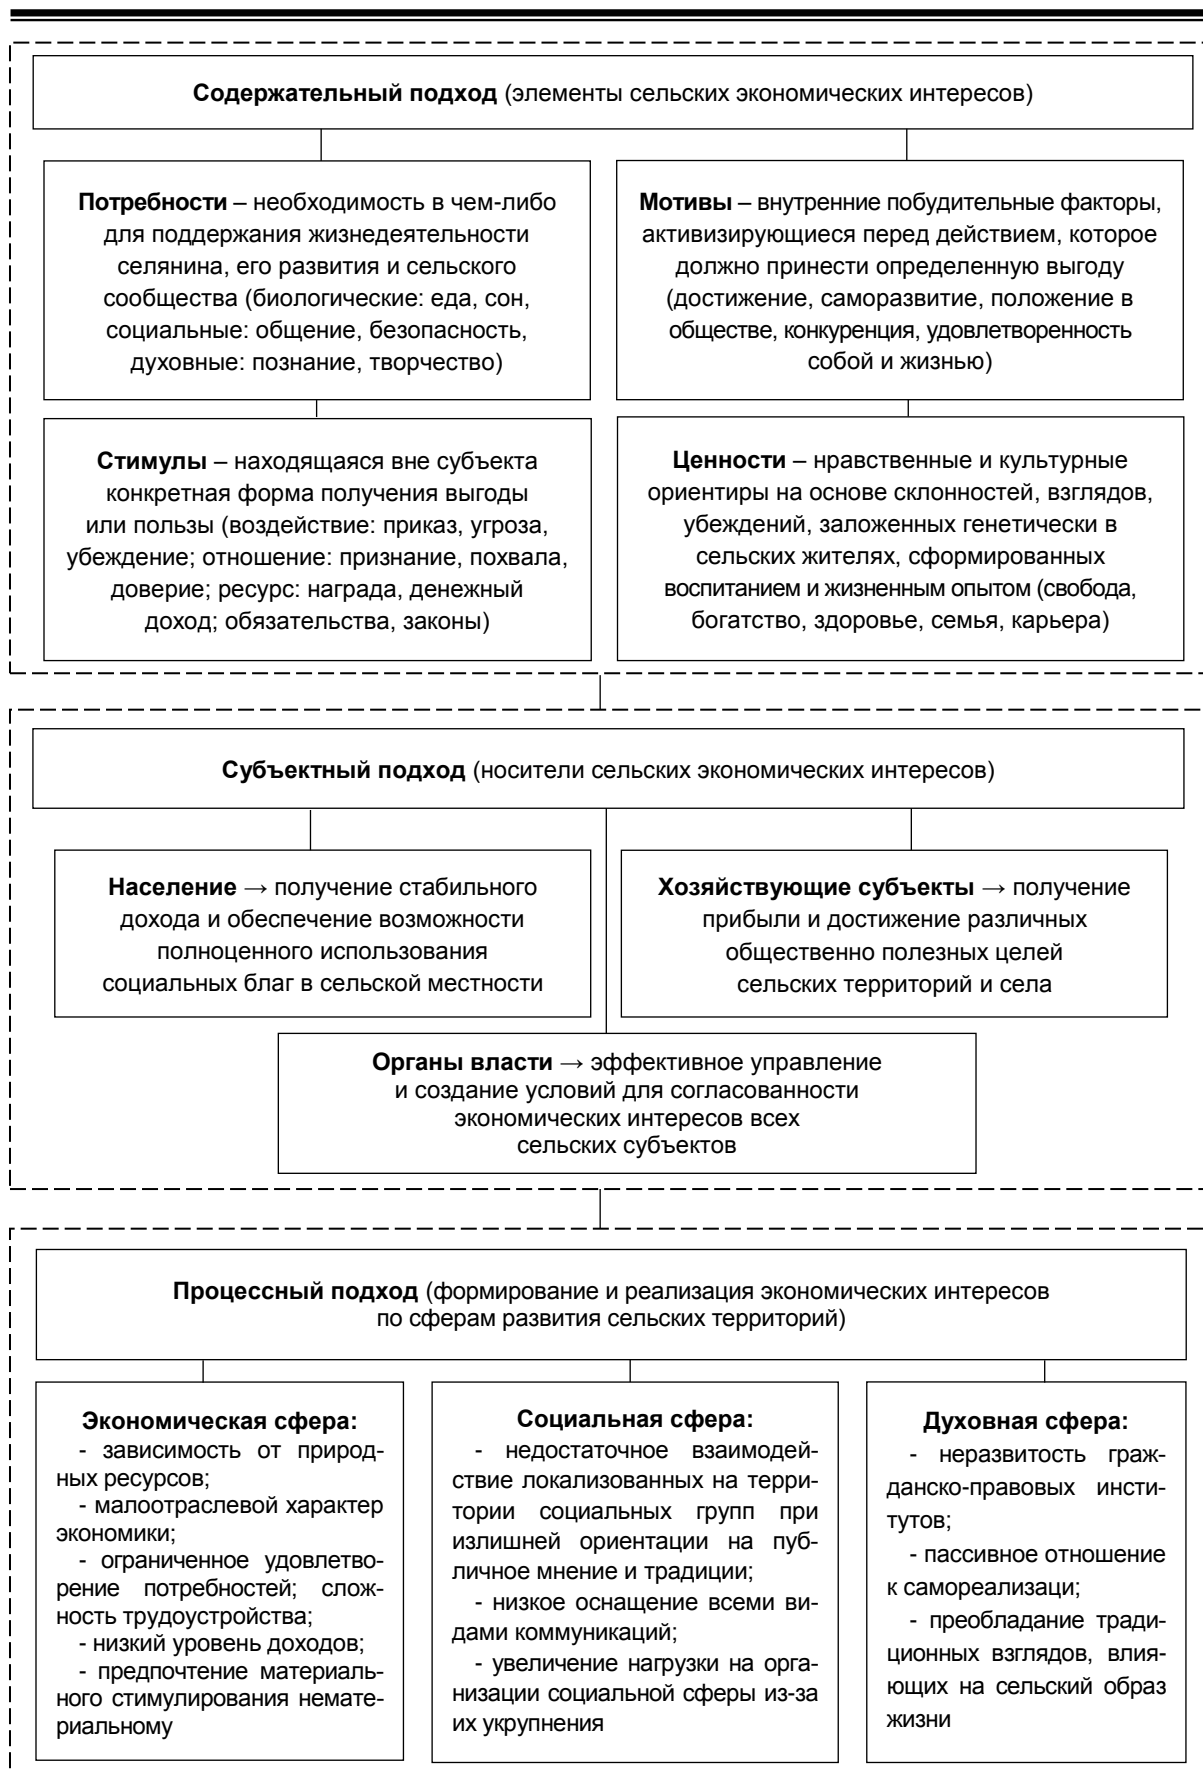 Содержательный подход (элементы сельских экономических интересов)
Потребности – необходимость в чем-либо
для поддержания жизнедеятельности
селянина, его развития и сельского
сообщества (биологические: еда, сон,
социальные: общение, безопасность,
духовные: познание, творчество)
Мотивы – внутренние побудительные факторы,
активизирующиеся перед действием, которое
должно принести определенную выгоду
(достижение, саморазвитие, положение в
обществе, конкуренция, удовлетворенность
собой и жизнью)
Стимулы – находящаяся вне субъекта
конкретная форма получения выгоды
или пользы (воздействие: приказ, угроза,
убеждение; отношение: признание, похвала,
доверие; ресурс: награда, денежный
доход; обязательства, законы)
Ценности – нравственные и культурные
ориентиры на основе склонностей, взглядов,
убеждений, заложенных генетически в
сельских жителях, сформированных
воспитанием и жизненным опытом (свобода,
богатство, здоровье, семья, карьера)
Субъектный подход (носители сельских экономических интересов)
Население → получение стабильного
дохода и обеспечение возможности
полноценного использования
социальных благ в сельской местности
Хозяйствующие субъекты → получение
прибыли и достижение различных
общественно полезных целей
сельских территорий и села
Органы власти → эффективное управление
и создание условий для согласованности
экономических интересов всех
сельских субъектов
Процессный подход (формирование и реализация экономических интересов
по сферам развития сельских территорий)
Экономическая сфера:
- зависимость от природ-
ных ресурсов;
- малоотраслевой характер
экономики;
- ограниченное удовлетво-
рение потребностей; слож-
ность трудоустройства;
- низкий уровень доходов;
- предпочтение материаль-
ного стимулирования немате-
риальному
Социальная сфера:
- недостаточное взаимодей-
ствие локализованных на терри-
тории социальных групп при
излишней ориентации на пуб-
личное мнение и традиции;
- низкое оснащение всеми ви-
дами коммуникаций;
- увеличение нагрузки на орга-
низации социальной сферы из-за
их укрупнения
Духовная сфера:
- неразвитость граж-
данско-правовых инсти-
тутов;
- пассивное отношение
к самореализаци;
- преобладание тради-
ционных взглядов, влия-
ющих на сельский образ
жизни